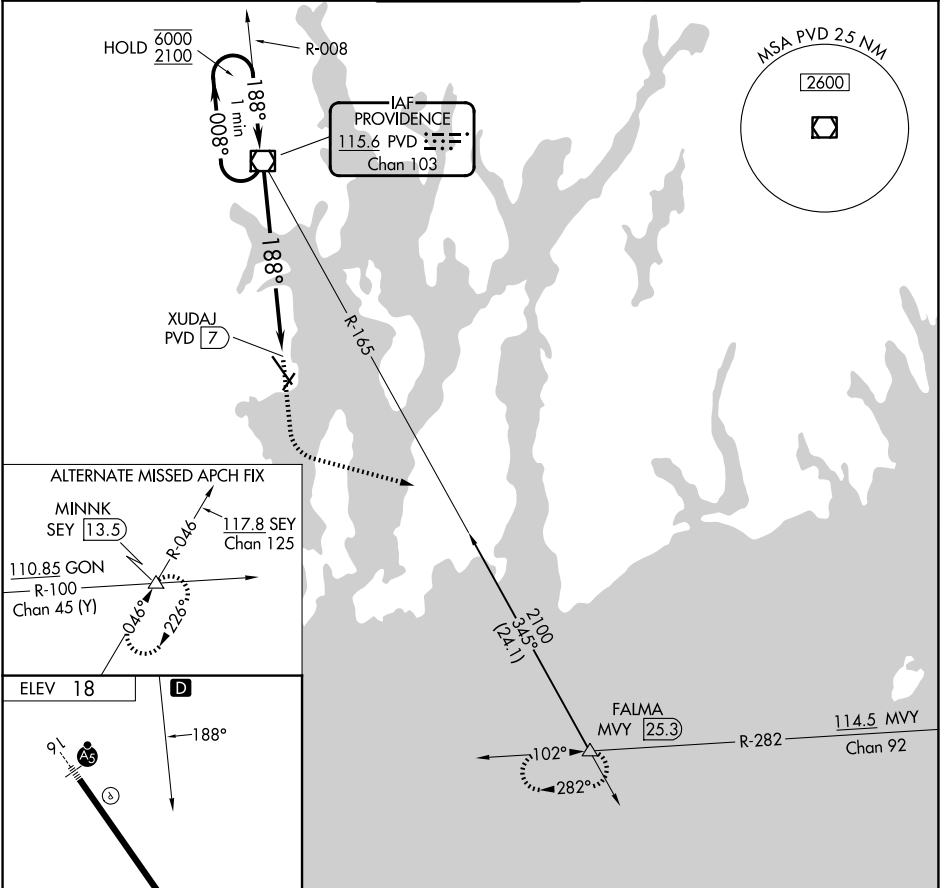 HOLD 6000
2100
R-008
188°
1 min
008°
IAF
PROVIDENCE
115.6 PVD
Chan 103
MSA PVD 25 NM
2600
188°
XUDAJ
PVD 7
R-165
ALTERNATE MISSED APCH FIX
MINNK
SEY 13.5
R-046
117.8 SEY
Chan 125
110.85 GON
R-100
Chan 45 (Y)
046°
226°
2100
345°
(24.1)
FALMA
MVY 25.3
114.5 MVY
R-282
Chan 92
102°
282°
ELEV 18
D
188°
16
A5
P